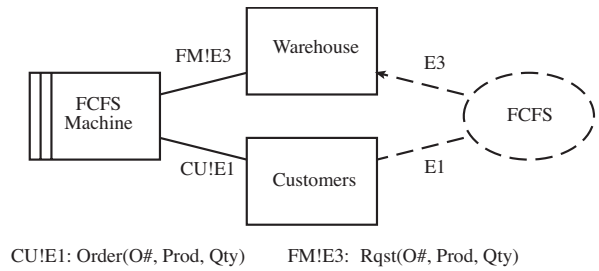 Warehouse
FM!E3
E3
FCFS
Machine
FCFS
CU!E1
Customers
E1
CU!E1: Order(O#, Prod, Qty) FM!E3: Rqst(O#, Prod, Qty)